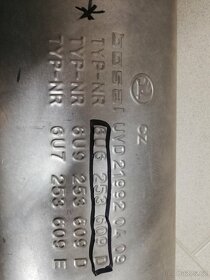 CZ
bosal UVD 21992 04 09
TYP-NR 6U6 253 609 D
TYP-NR 6U9 253 609 D
TYP-NR 6U7 253 609 E